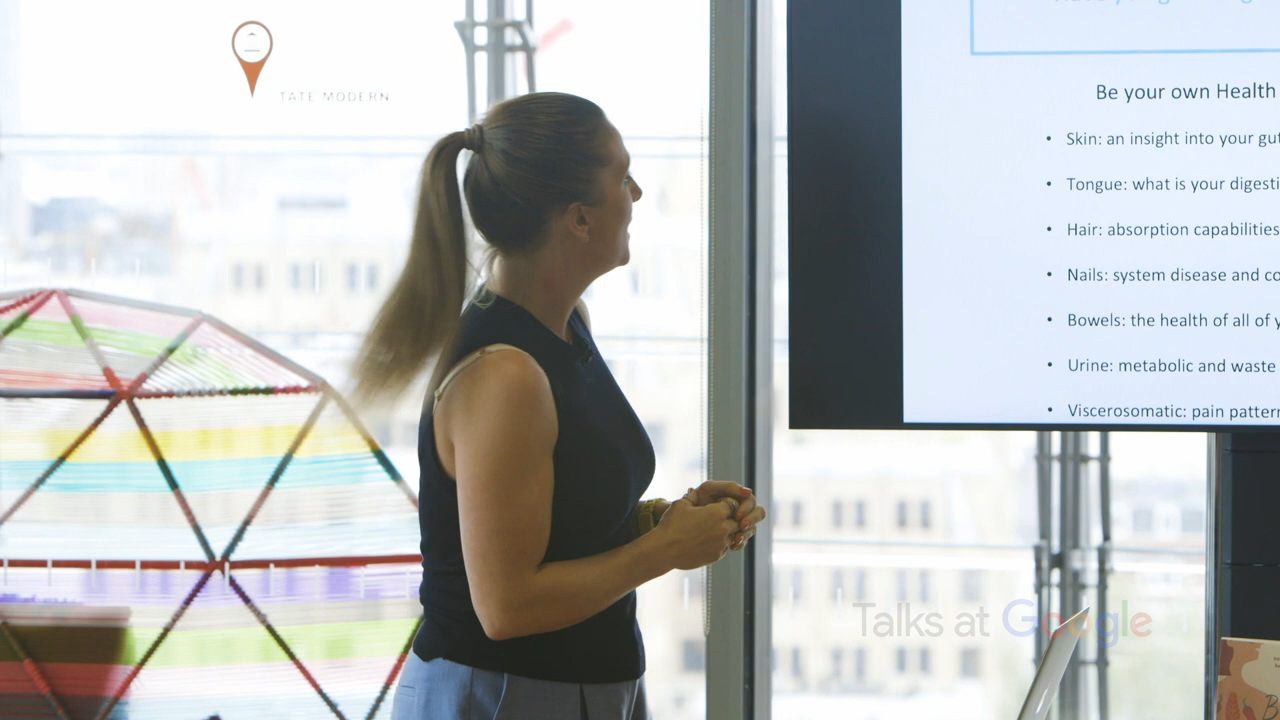 TATE MODERN
Be your own Health
Skin: an insight into your gut
Tongue: what is your digesti
Hair: absorption capabilities
Nails: system disease and co
Bowels: the health of all of y
Urine: metabolic and waste
Viscerosomatic: pain pattern
Talks at Google